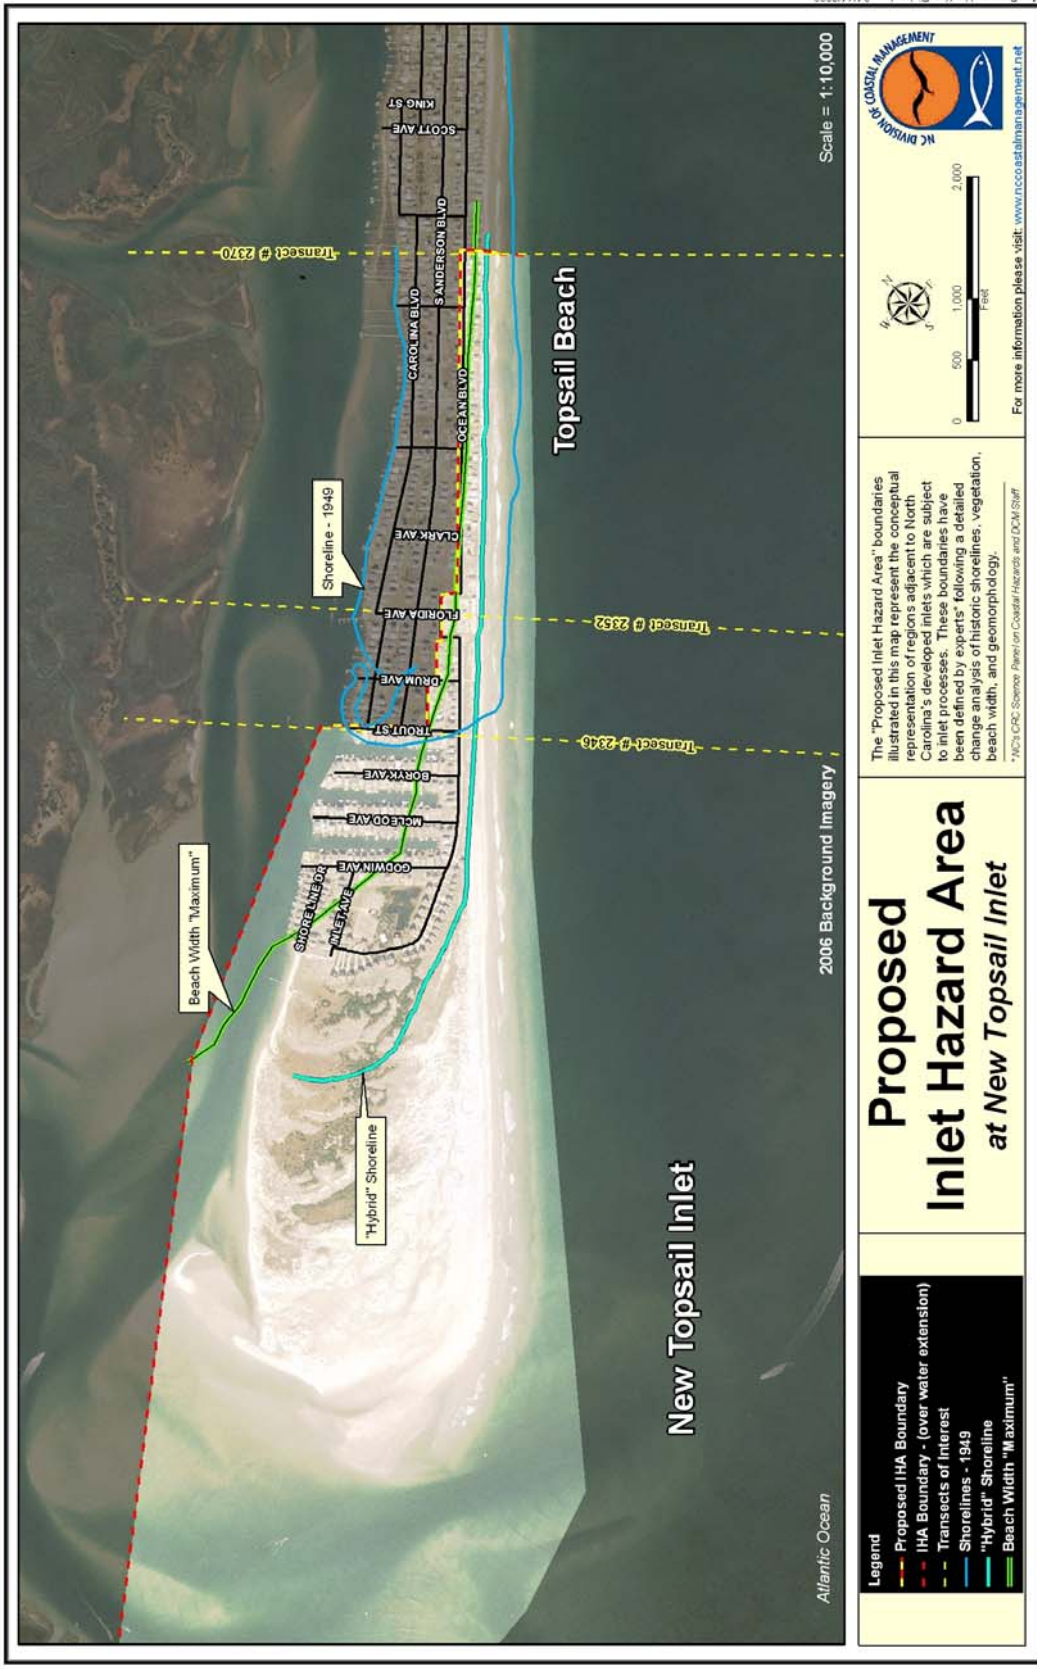 Scale = 1:10,000
KING ST
SCOTT AVE
S ANDERSON BLVD
CAROLINA BLVD
OCEAN BLVD
Transect # 2370
Topsail Beach
Shoreline - 1949
CLARK AVE
FLORIDA AVE
Transect # 2352
DRUM AVE
TROUT ST
Transect # 2346
BORYK AVE
MCLEOD AVE
GODWIN AVE
SHORE LINE DR
INLET AVE
Beach Width "Maximum"
"Hybrid" Shoreline
2006 Background Imagery
New Topsail Inlet
Atlantic Ocean
Legend
Proposed IHA Boundary
IHA Boundary - (over water extension)
Transects of Interest
Shorelines - 1949
"Hybrid" Shoreline
Beach Width "Maximum"
Proposed
Inlet Hazard Area
at New Topsail Inlet
The "Proposed Inlet Hazard Area" boundaries
illustrated in this map represent the conceptual
representation of regions adjacent to North
Carolina's developed inlets which are subject
to inlet processes. These boundaries have
been defined by experts* following a detailed
change analysis of historic shorelines, vegetation,
beach width, and geomorphology.
*NC's CRC Science Panel on Coastal Hazards and DCM Staff
N
E
S
W
0 500 1,000 2,000
Feet
NC DIVISION OF COASTAL MANAGEMENT
For more information please visit: www.nccoastalmanagement.net